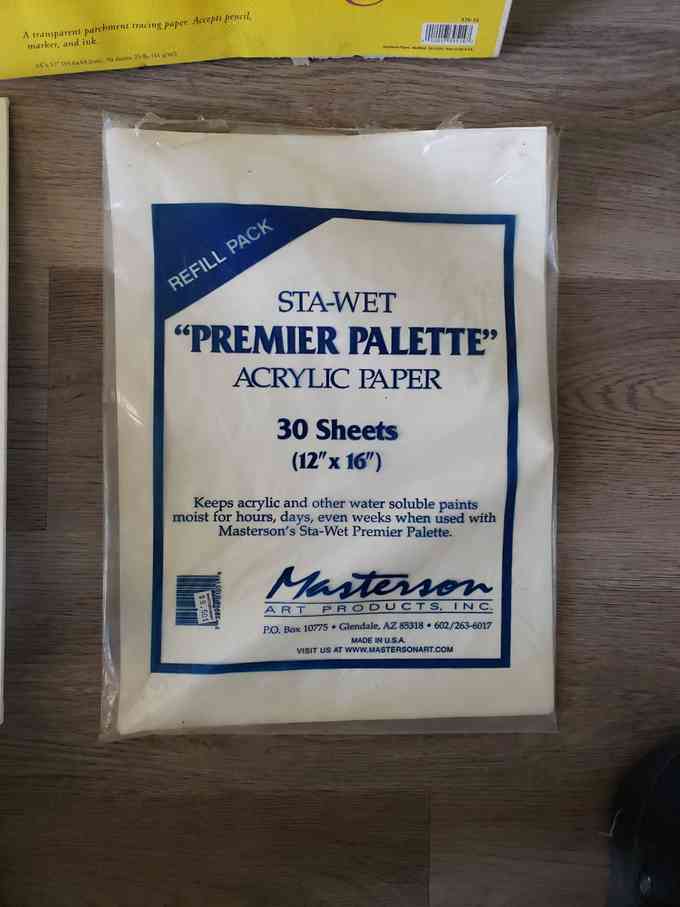 A transparent parchment tracing paper. Accepts pencil,
marker, and ink.
REFILL PACK
STA-WET
“PREMIER PALETTE”
ACRYLIC PAPER
30 Sheets
(12″ x 16″)
Keeps acrylic and other water soluble paints
moist for hours, days, even weeks when used with
Masterson's Sta-Wet Premier Palette.
Masterson
ART PRODUCTS, INC.
P.O. Box 10775 • Glendale, AZ 85318 • 602/263-6017
MADE IN U.S.A.
VISIT US AT WWW.MASTERSONART.COM